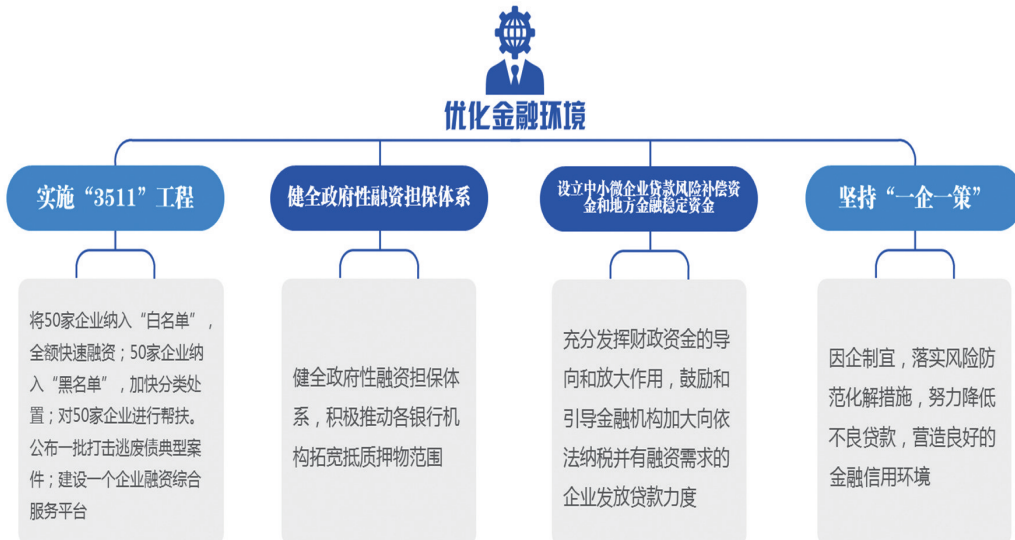 优化金融环境
实施“3511”工程
将50家企业纳入“白名单”，
全额快速融资；50家企业纳
入“黑名单”，加快分类处
置；对50家企业进行帮扶。
公布一批打击逃废债典型案
件；建设一个企业融资综合
服务平台
健全政府性融资担保体系
健全政府性融资担保体
系，积极推动各银行机
构拓宽抵质押物范围
设立中小微企业贷款风险补偿资
金和地方金融稳定资金
充分发挥财政资金的导
向和放大作用，鼓励和
引导金融机构加大向依
法纳税并有融资需求的
企业发放贷款力度
坚持“一企一策”
因企制宜，落实风险防
范化解措施，努力降低
不良贷款，营造良好的
金融信用环境